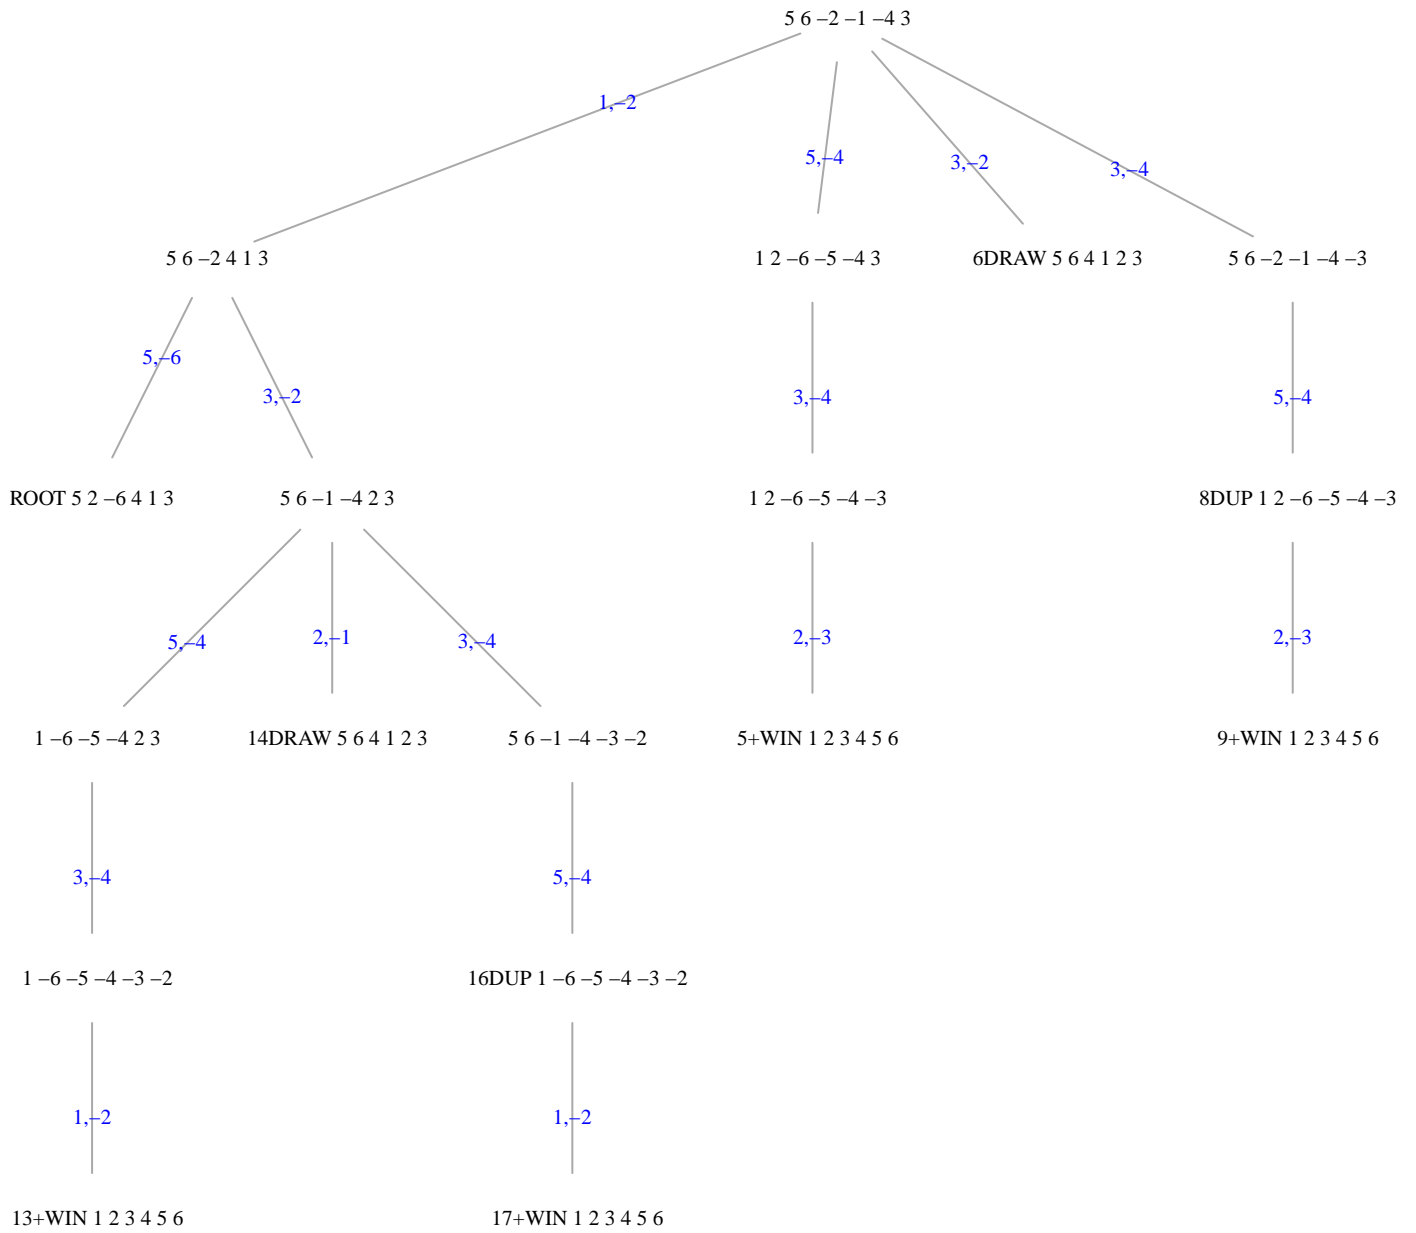 5 6 –2 –1 –4 3
1,–2
5,–4
3,–2
3,–4
5 6 –2 4 1 3
1 2 –6 –5 –4 3
6DRAW 5 6 4 1 2 3
5 6 –2 –1 –4 –3
5,–6
3,–2
3,–4
5,–4
ROOT 5 2 –6 4 1 3
5 6 –1 –4 2 3
1 2 –6 –5 –4 –3
8DUP 1 2 –6 –5 –4 –3
5,–4
2,–1
3,–4
2,–3
2,–3
1 –6 –5 –4 2 3
14DRAW 5 6 4 1 2 3
5 6 –1 –4 –3 –2
5+WIN 1 2 3 4 5 6
9+WIN 1 2 3 4 5 6
3,–4
5,–4
1 –6 –5 –4 –3 –2
16DUP 1 –6 –5 –4 –3 –2
1,–2
1,–2
13+WIN 1 2 3 4 5 6
17+WIN 1 2 3 4 5 6